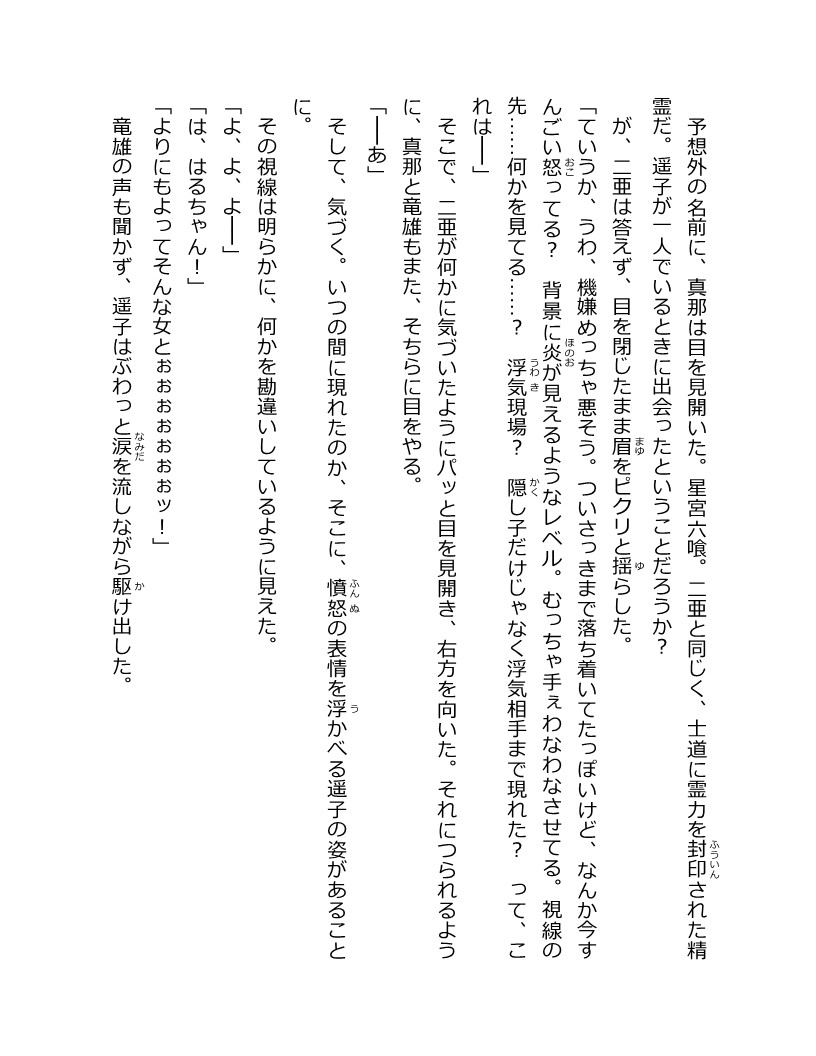 予想外の名前に、真那は目を見開いた。星宮六喰。二亜と同じく、士道に霊力を封印された精
霊だ。遥子が一人でいるときに出会ったということだろうか？
が、二亜は答えず、目を閉じたまま眉をピクリと揺らした。
「ていうか、うわ、機嫌めっちゃ悪そう。ついさっきまで落ち着いてたっぽいけど、なんか今す
んごい怒ってる？　背景に炎が見えるようなレベル。むっちゃ手ぇわなわなさせてる。視線の
先……何かを見てる……？　浮気現場？　隠し子だけじゃなく浮気相手まで現れた？　って、こ
れは――」
そこで、二亜が何かに気づいたようにパッと目を見開き、右方を向いた。それにつられるよう
に、真那と竜雄もまた、そちらに目をやる。
「――あ」
そして、気づく。いつの間に現れたのか、そこに、憤怒の表情を浮かべる遥子の姿があること
に。
その視線は明らかに、何かを勘違いしているように見えた。
「よ、よ、よ――」
「は、はるちゃん！」
「よりにもよってそんな女とぉぉぉぉぉぉぉッ！」
竜雄の声も聞かず、遥子はぶわっと涙を流しながら駆け出した。